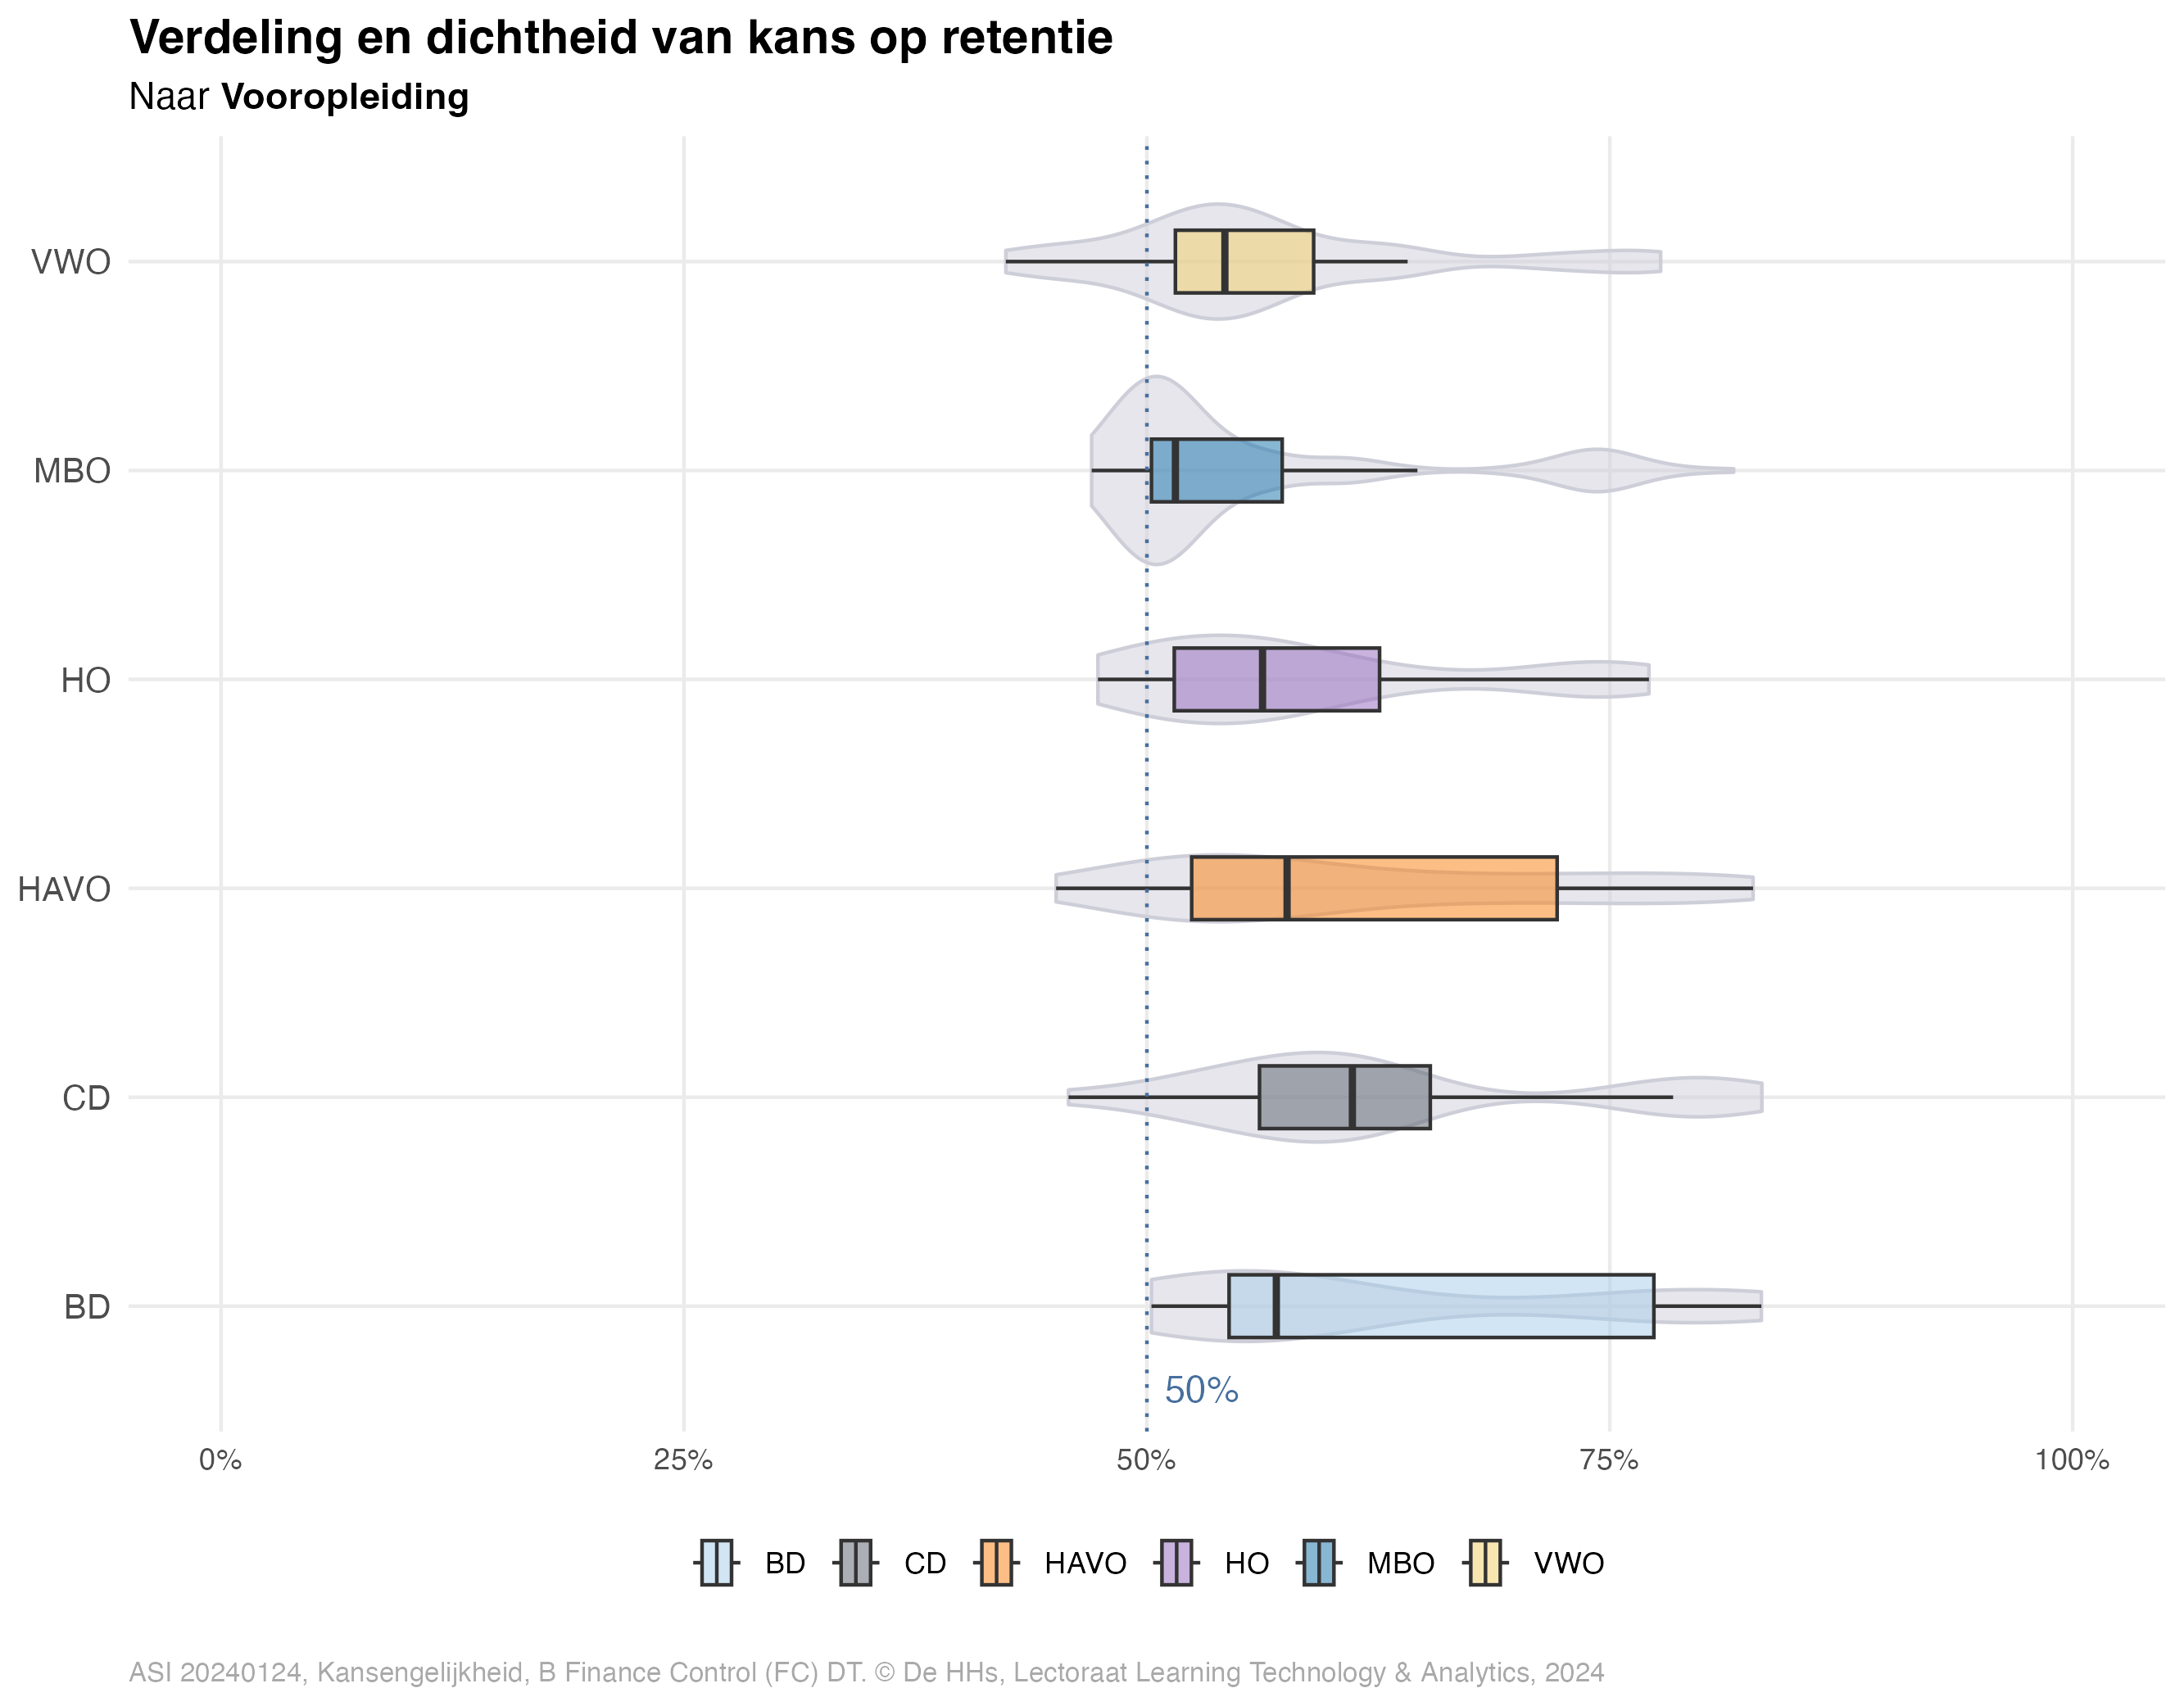 Verdeling en dichtheid van kans op retentie
Naar Vooropleiding
VWO
MBO
HO
HAVO
CD
BD
50%
0% 25% 50% 75% 100%
BD CD HAVO HO MBO VWO
ASI 20240124, Kansengelijkheid, B Finance Control (FC) DT. © De HHs, Lectoraat Learning Technology & Analytics, 2024